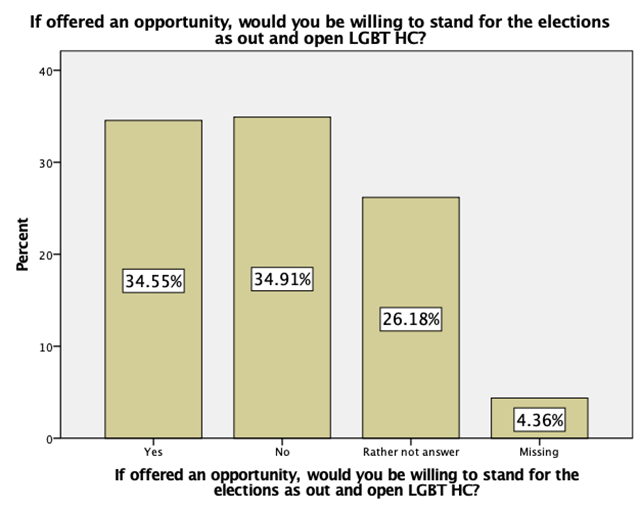 If offered an opportunity, would you be willing to stand for the elections
as out and open LGBT HC?
40
30
20
10
0
Percent
34.55%
34.91%
26.18%
4.36%
Yes
No
Rather not answer
Missing
If offered an opportunity, would you be willing to stand for the
elections as out and open LGBT HC?